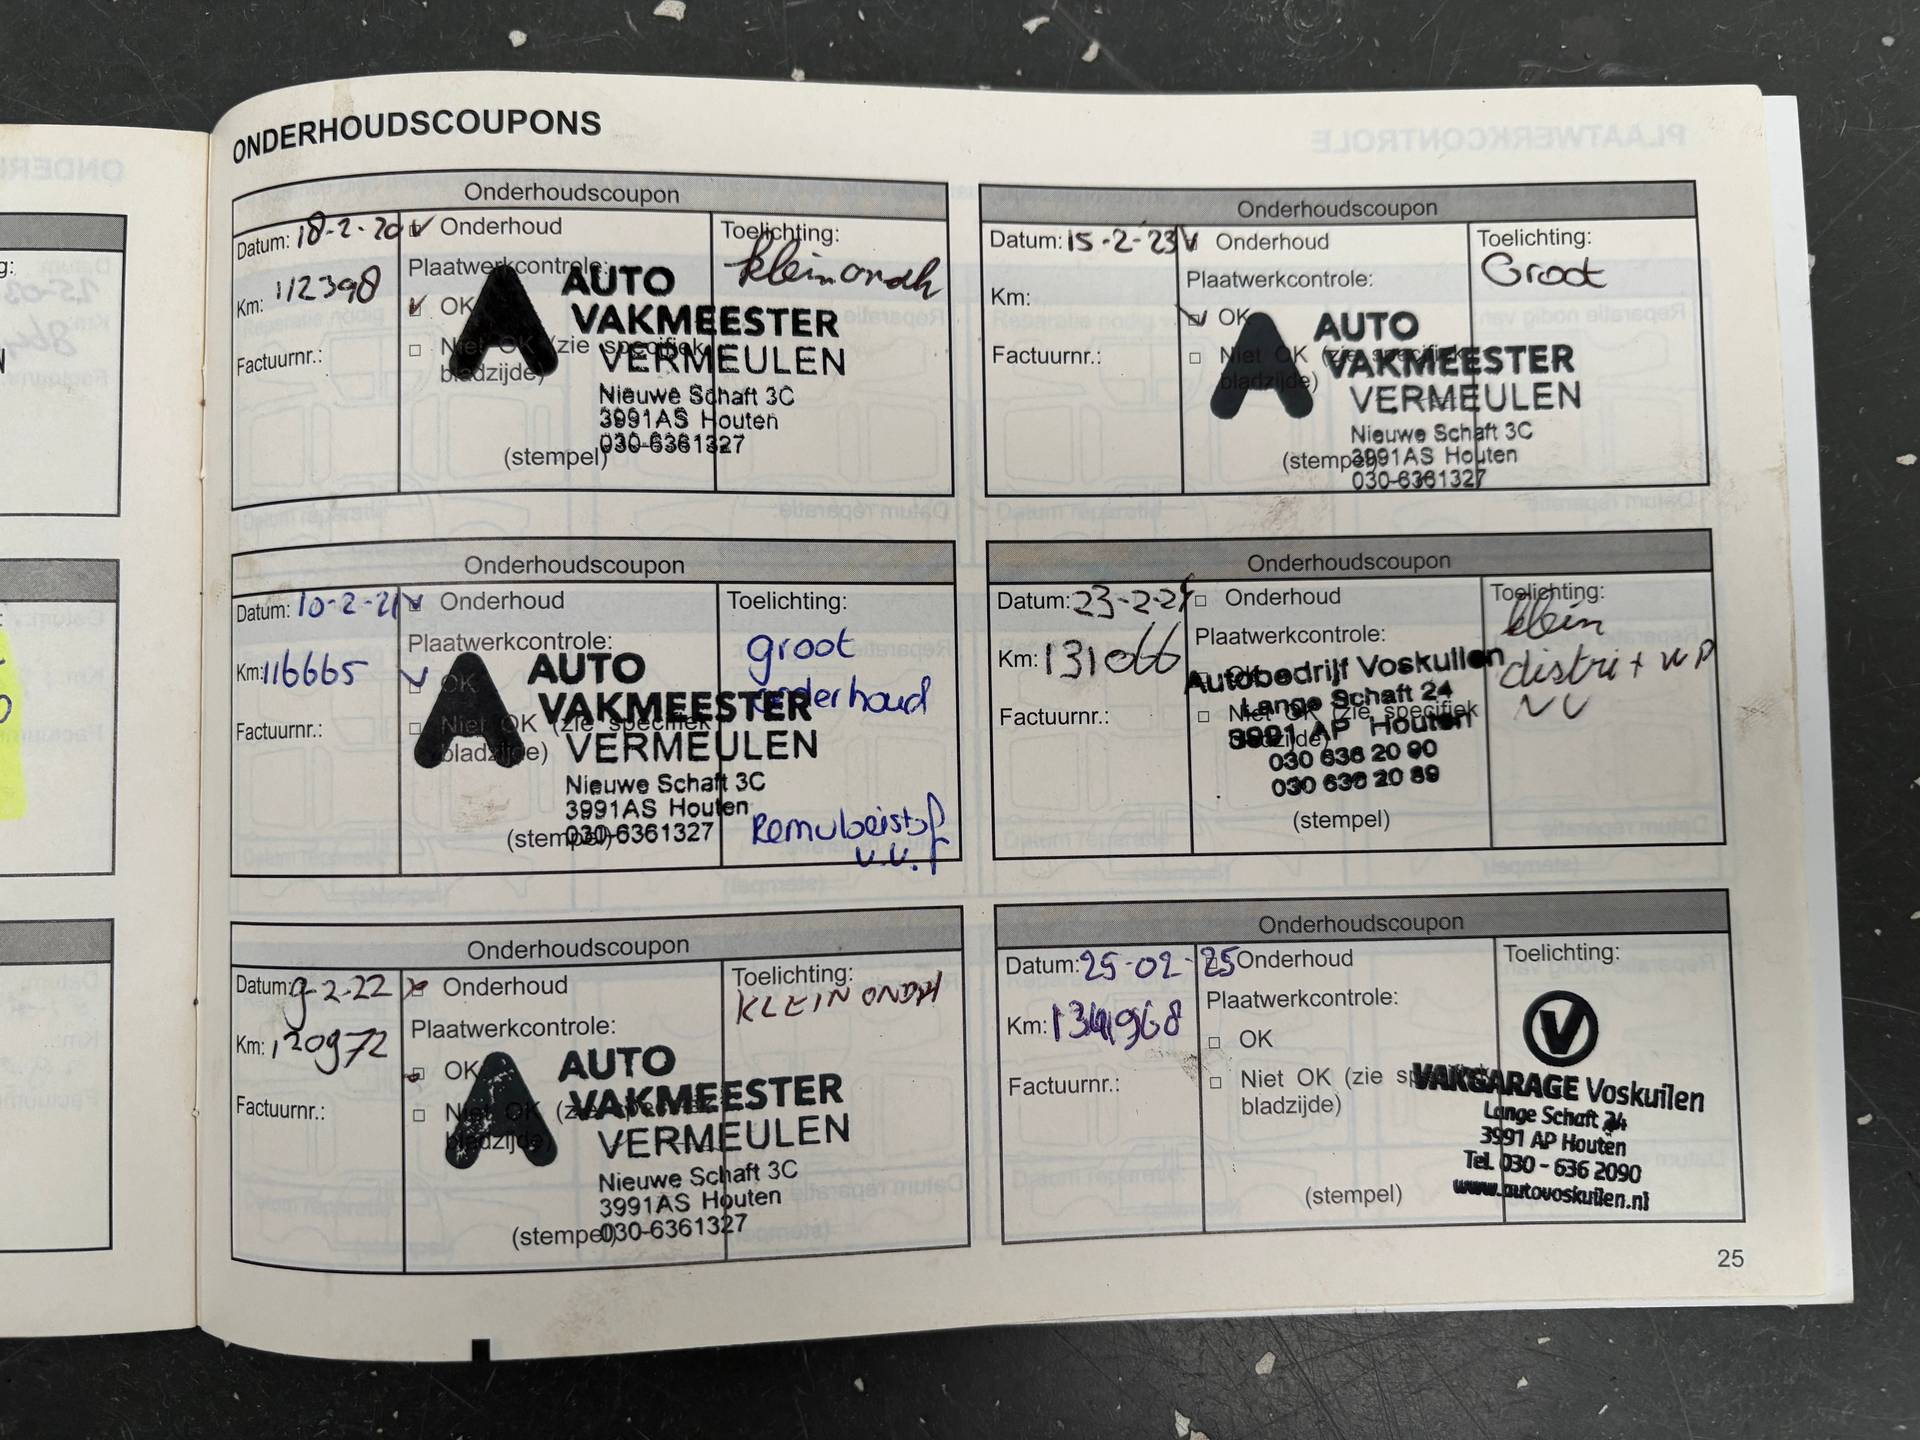 ONDERHOUDSCOUPONS
Onderhoudscoupon
Datum: 18-2-20
Onderhoud
Toelichting:
klein ondh
Km: 112398
Plaatwerkcontrole:
OK
Niet OK (zie specifiek
bladzijde)
Factuurnr.:
AUTO
VAKMEESTER
VERMEULEN
Nieuwe Schaft 3C
3991AS Houten
030-6361327
(stempel)
Onderhoudscoupon
Datum: 10-2-21
Onderhoud
Toelichting:
groot
onderhoud
Km: 116665
Plaatwerkcontrole:
OK
Niet OK (zie specifiek
bladzijde)
Factuurnr.:
AUTO
VAKMEESTER
VERMEULEN
Nieuwe Schaft 3C
3991AS Houten
030-6361327
(stempel)
v.v.
Onderhoudscoupon
Datum: 9-2-22
Onderhoud
Toelichting:
KLEIN ONDH
Km: 120972
Plaatwerkcontrole:
OK
Niet OK (zie specifiek
bladzijde)
Factuurnr.:
AUTO
VAKMEESTER
VERMEULEN
Nieuwe Schaft 3C
3991AS Houten
030-6361327
(stempel)
Onderhoudscoupon
Datum: 15-2-23
Onderhoud
Toelichting:
Groot
Km:
Plaatwerkcontrole:
OK
Niet OK (zie specifiek
bladzijde)
Factuurnr.:
AUTO
VAKMEESTER
VERMEULEN
Nieuwe Schaft 3C
3991AS Houten
030-6361327
(stempel)
Onderhoudscoupon
Datum: 23-2-24
Onderhoud
Toelichting:
klein
distri + WP
VV
Km: 131066
Plaatwerkcontrole:
OK
Niet OK (zie specifiek
bladzijde)
Factuurnr.:
Autobedrijf Voskuilen
Lange Schaft 24
3991 AP Houten
030 636 20 90
030 636 20 89
(stempel)
Onderhoudscoupon
Datum: 25-02-25
Onderhoud
Toelichting:
Km:
Plaatwerkcontrole:
OK
Niet OK (zie
bladzijde)
Factuurnr.:
V
VAKGARAGE Voskuilen
Lange Schaft 24
3991 AP Houten
Tel. 030 - 636 2090
www.autovoskuilen.nl
(stempel)
25